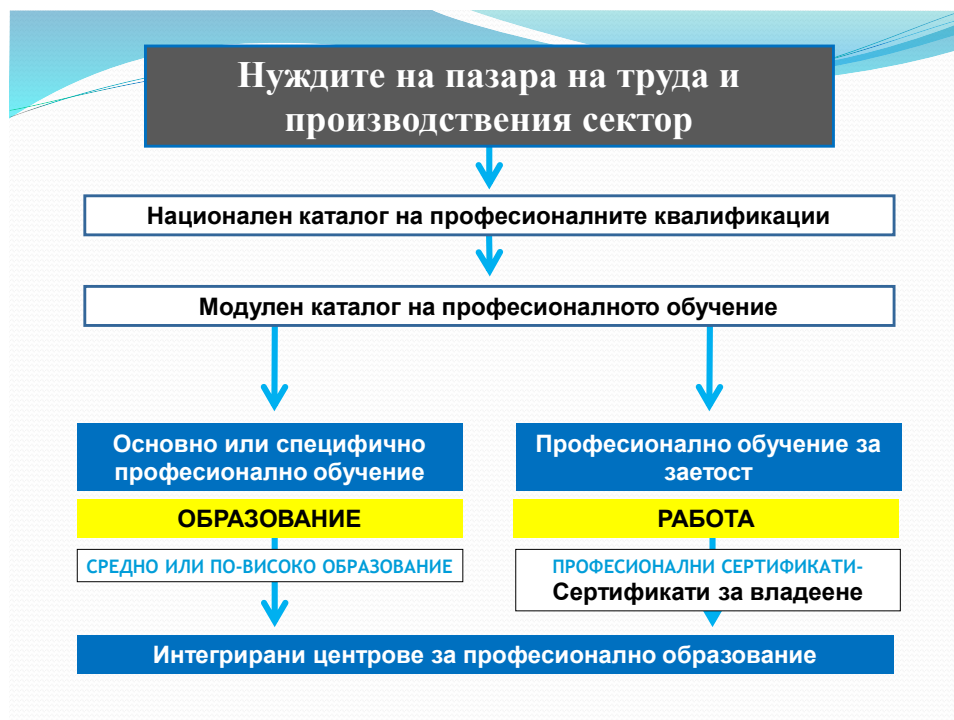 Нуждите на пазара на труда и
производствения сектор
Национален каталог на професионалните квалификации
Модулен каталог на професионалното обучение
Основно или специфично
професионално обучение
Професионално обучение за
заетост
ОБРАЗОВАНИЕ
РАБОТА
СРЕДНО ИЛИ ПО-ВИСОКО ОБРАЗОВАНИЕ
ПРОФЕСИОНАЛНИ СЕРТИФИКАТИ-
Сертификати за владеене
Интегрирани центрове за професионално образование